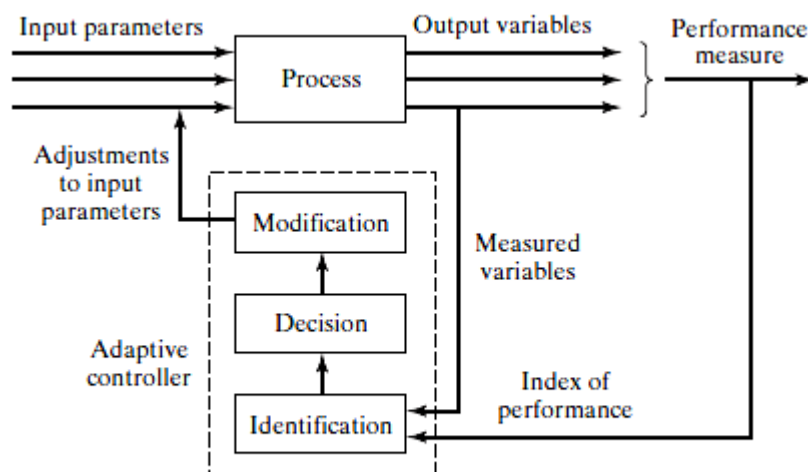 Input parameters
Output variables
Performance
measure
Process
Adjustments
to input
parameters
Modification
Measured
variables
Decision
Adaptive
controller
Index of
performance
Identification